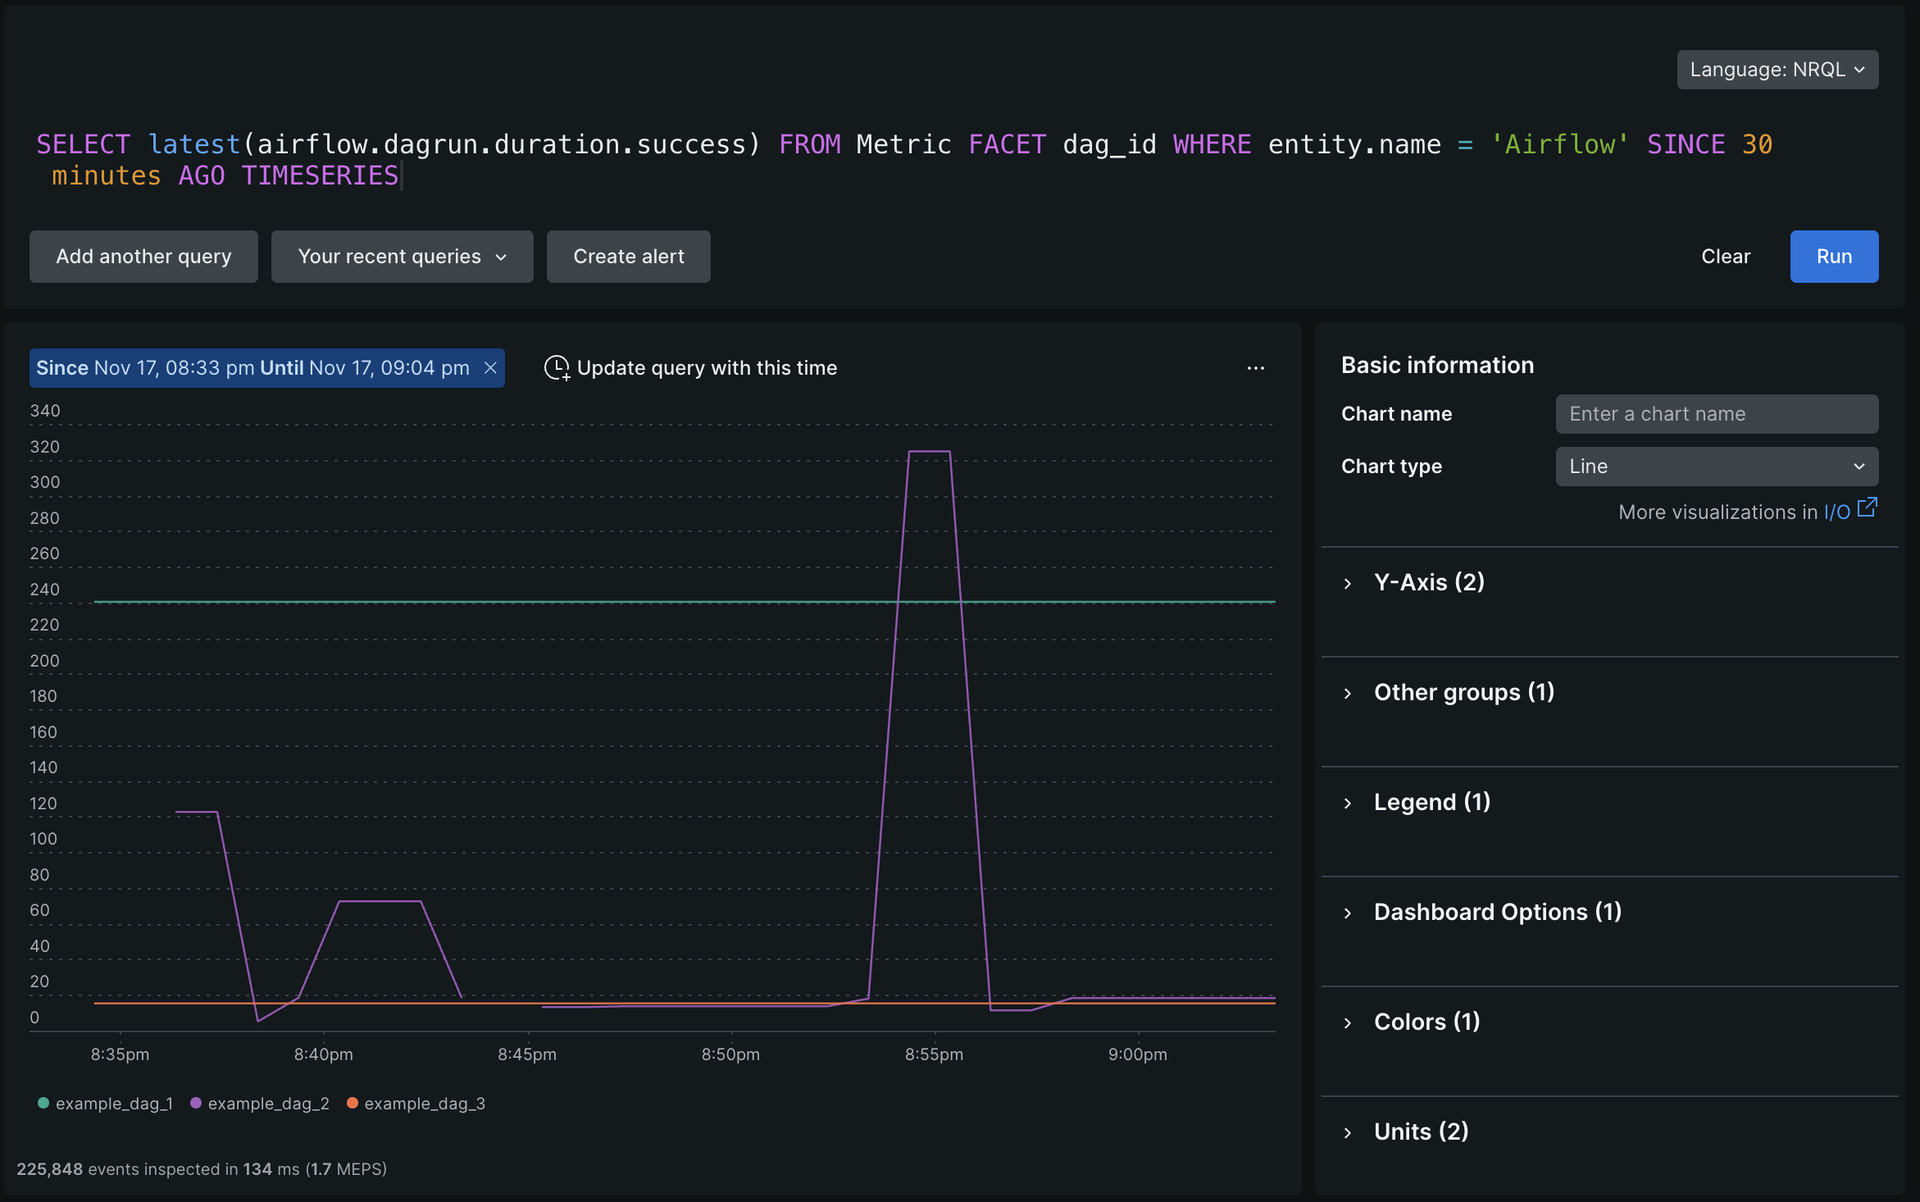 Language: NRQL
SELECT latest(airflow.dagrun.duration.success) FROM Metric FACET dag_id WHERE entity.name = 'Airflow' SINCE 30
minutes AGO TIMESERIES
Add another query
Your recent queries
Create alert
Clear
Run
Since Nov 17, 08:33 pm Until Nov 17, 09:04 pm
Update query with this time
...
340
320
300
280
260
240
220
200
180
160
140
120
100
80
60
40
20
0
8:35pm
8:40pm
8:45pm
8:50pm
8:55pm
9:00pm
example_dag_1
example_dag_2
example_dag_3
225,848 events inspected in 134 ms (1.7 MEPS)
Basic information
Chart name
Enter a chart name
Chart type
Line
More visualizations in I/O
Y-Axis (2)
Other groups (1)
Legend (1)
Dashboard Options (1)
Colors (1)
Units (2)